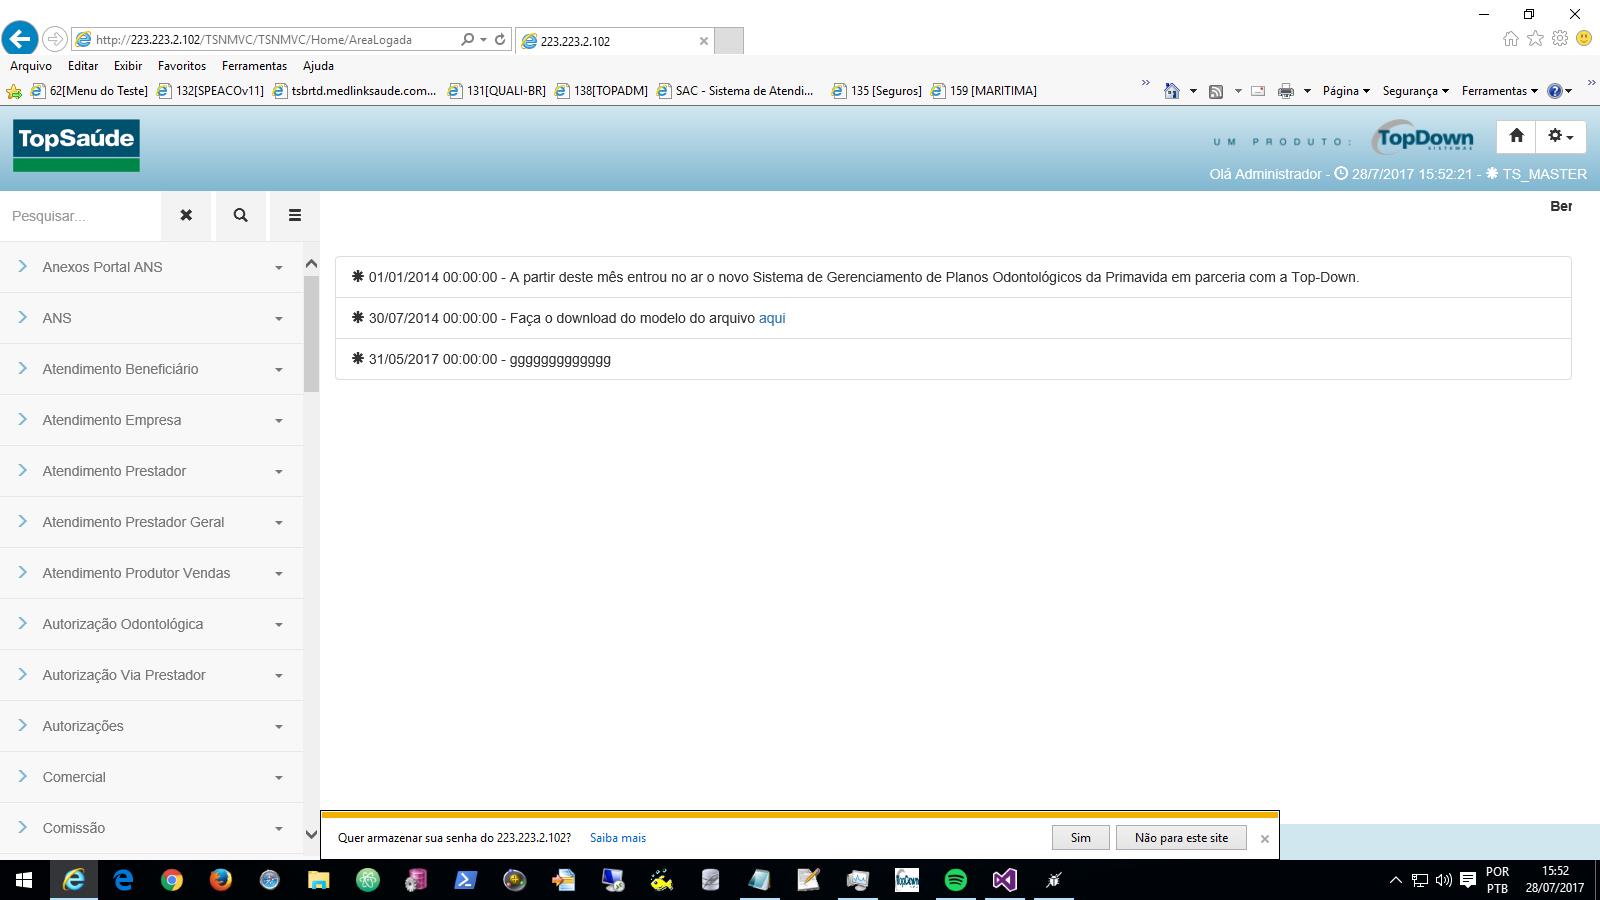 http://223.223.2.102/TSNMVC/TSNMVC/Home/AreaLogada
223.223.2.102
Arquivo Editar Exibir Favoritos Ferramentas Ajuda
62[Menu do Teste] 132[SPEACOv11] tsbrtd.medlinksaude.com... 131[QUALI-BR] 138[TOPADM] SAC - Sistema de Atendi... 135 [Seguros] 159 [MARITIMA] Página Segurança Ferramentas
TopSaúde
UM PRODUTO: TopDown SISTEMAS
Olá Administrador - 28/7/2017 15:52:21 - TS_MASTER
Pesquisar...
Ber
Anexos Portal ANS
ANS
Atendimento Beneficiário
Atendimento Empresa
Atendimento Prestador
Atendimento Prestador Geral
Atendimento Produtor Vendas
Autorização Odontológica
Autorização Via Prestador
Autorizações
Comercial
Comissão
01/01/2014 00:00:00 - A partir deste mês entrou no ar o novo Sistema de Gerenciamento de Planos Odontológicos da Primavida em parceria com a Top-Down.
30/07/2014 00:00:00 - Faça o download do modelo do arquivo aqui
31/05/2017 00:00:00 - ggggggggggggg
Quer armazenar sua senha do 223.223.2.102? Saiba mais Sim Não para este site
TopDown
POR
PTB
15:52
28/07/2017